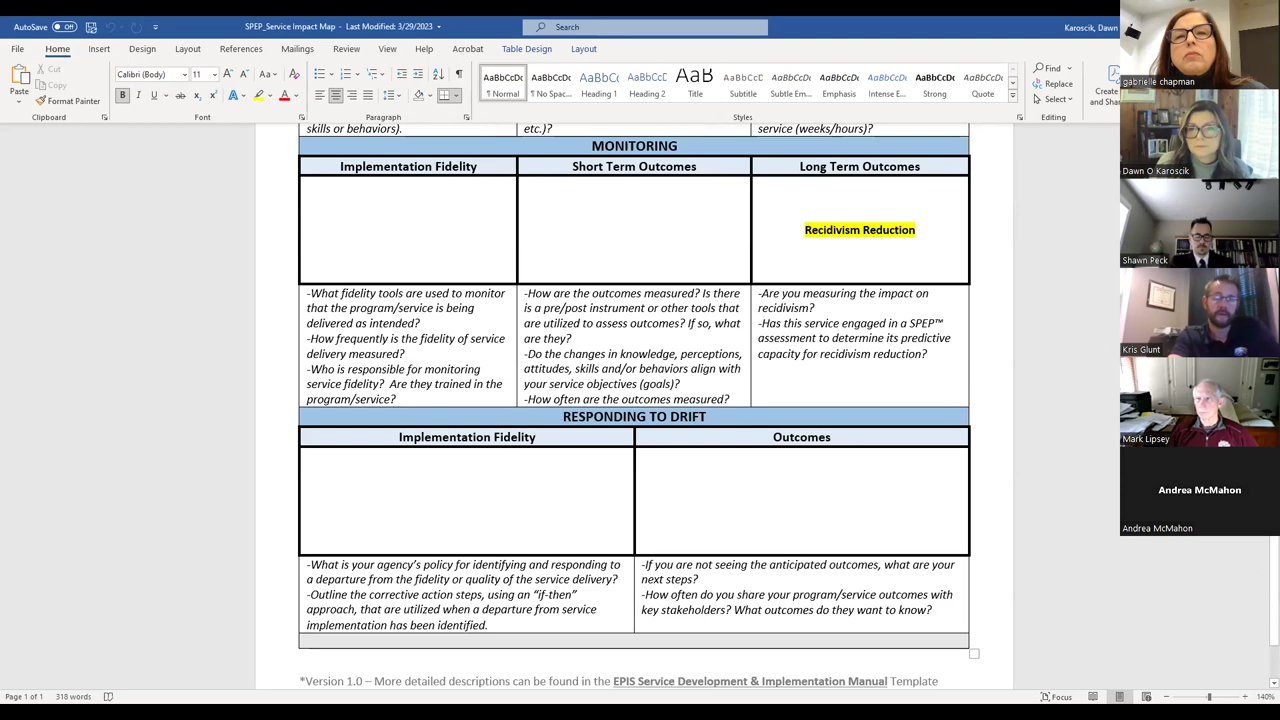 AutoSave Off
SPEP_Service Impact Map - Last Modified: 3/29/2023
Search
Karoscik, Dawn
File Home Insert Design Layout References Mailings Review View Help Acrobat Table Design Layout
Cut
Copy
Format Painter
Paste
Clipboard
Calibri (Body) 11
Font
Paragraph
AaBbCcDc AaBbCcDc AaBbC AaBbCcC AaB AaBbCcD AaBbCcDc AaBbCcDc AaBbCcDc AaBbCcDc AaBbCcDc
¶ Normal ¶ No Spac... Heading 1 Heading 2 Title Subtitle Subtle Em... Emphasis Intense E... Strong Quote
Styles
Find
Replace
Select
Editing
Create
and Shar
skills or behaviors).
etc.)?
service (weeks/hours)?
MONITORING
Implementation Fidelity
Short Term Outcomes
Long Term Outcomes
Recidivism Reduction
-What fidelity tools are used to monitor
that the program/service is being
delivered as intended?
-How frequently is the fidelity of service
delivery measured?
-Who is responsible for monitoring
service fidelity? Are they trained in the
program/service?
-How are the outcomes measured? Is there
is a pre/post instrument or other tools that
are utilized to assess outcomes? If so, what
are they?
-Do the changes in knowledge, perceptions,
attitudes, skills and/or behaviors align with
your service objectives (goals)?
-How often are the outcomes measured?
-Are you measuring the impact on
recidivism?
-Has this service engaged in a SPEP™
assessment to determine its predictive
capacity for recidivism reduction?
RESPONDING TO DRIFT
Implementation Fidelity
Outcomes
-What is your agency's policy for identifying and responding to
a departure from the fidelity or quality of the service delivery?
-Outline the corrective action steps, using an "if-then"
approach, that are utilized when a departure from service
implementation has been identified.
-If you are not seeing the anticipated outcomes, what are your
next steps?
-How often do you share your program/service outcomes with
key stakeholders? What outcomes do they want to know?
*Version 1.0 – More detailed descriptions can be found in the EPIS Service Development & Implementation Manual Template
Page 1 of 1 318 words
Focus
140%
gabrielle chapman
Dawn O Karoscik
Shawn Peck
Kris Glunt
Mark Lipsey
Andrea McMahon
Andrea McMahon